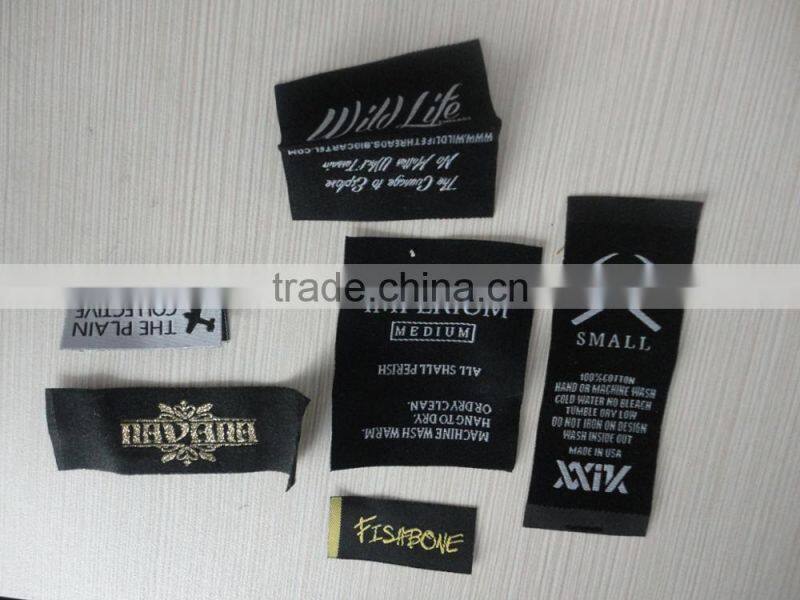 Wild Life
WWW.WILDLIFETHREADS.BIGCARTEL.COM
The Courage to Explore
No Matter What Terrain
trade.china.cn
THE PLAIN
COLLECTIVE
IMPERIUM
MEDIUM
ALL SHALL PERISH
MACHINE WASH WARM.
HANG TO DRY.
OR DRY CLEAN.
SMALL
100% COTTON
HAND OR MACHINE WASH
COLD WATER NO BLEACH
TUMBLE DRY LOW
DO NOT IRON ON DESIGN
WASH INSIDE OUT
MADE IN USA
NAVANA
FISHBONE